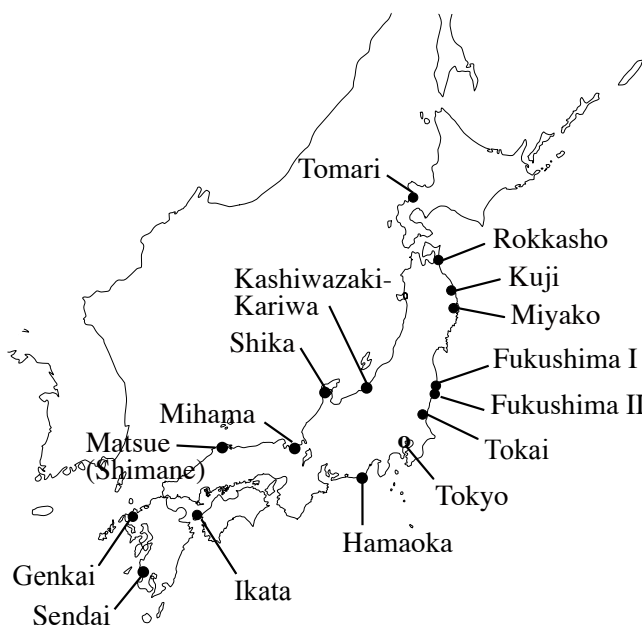 Tomari
Rokkasho
Kashiwazaki-
Kariwa
Kuji
Miyako
Shika
Fukushima I
Fukushima II
Mihama
Matsue
(Shimane)
Tokai
Tokyo
Hamaoka
Genkai
Ikata
Sendai